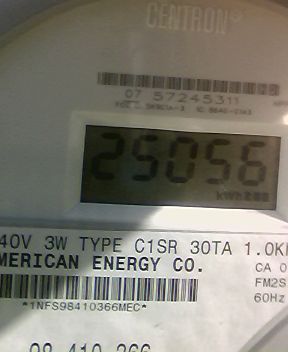 CENTRON®
07 57245311
25056
kWh
40V 3W TYPE C1SR 30TA 1.0K
MERICAN ENERGY CO.
CA 0
FM2S
*1NFS98410366MEC*
60Hz
98 410 366